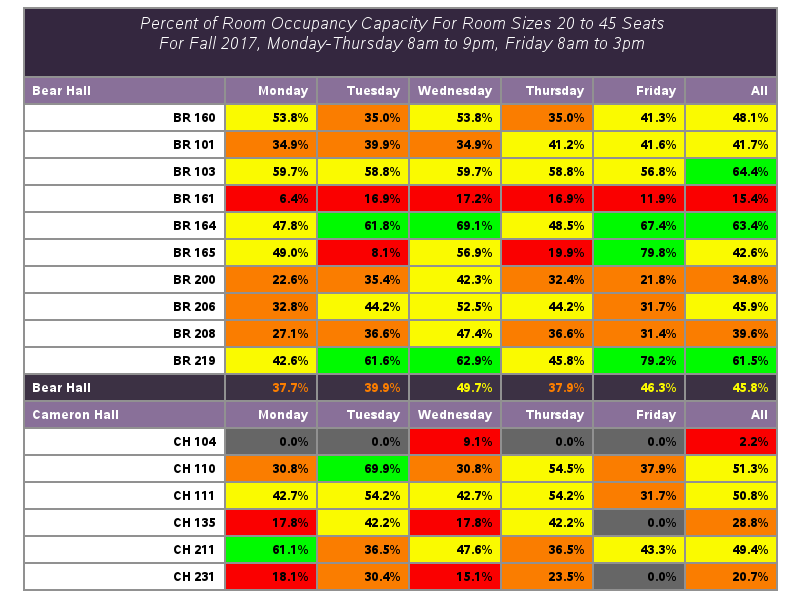 Percent of Room Occupancy Capacity For Room Sizes 20 to 45 Seats
For Fall 2017, Monday-Thursday 8am to 9pm, Friday 8am to 3pm
Bear Hall Monday Tuesday Wednesday Thursday Friday All
BR 160 53.8% 35.0% 53.8% 35.0% 41.3% 48.1%
BR 101 34.9% 39.9% 34.9% 41.2% 41.6% 41.7%
BR 103 59.7% 58.8% 59.7% 58.8% 56.8% 64.4%
BR 161 6.4% 16.9% 17.2% 16.9% 11.9% 15.4%
BR 164 47.8% 61.8% 69.1% 48.5% 67.4% 63.4%
BR 165 49.0% 8.1% 56.9% 19.9% 79.8% 42.6%
BR 200 22.6% 35.4% 42.3% 32.4% 21.8% 34.8%
BR 206 32.8% 44.2% 52.5% 44.2% 31.7% 45.9%
BR 208 27.1% 36.6% 47.4% 36.6% 31.4% 39.6%
BR 219 42.6% 61.6% 62.9% 45.8% 79.2% 61.5%
Bear Hall 37.7% 39.9% 49.7% 37.9% 46.3% 45.8%
Cameron Hall Monday Tuesday Wednesday Thursday Friday All
CH 104 0.0% 0.0% 9.1% 0.0% 0.0% 2.2%
CH 110 30.8% 69.9% 30.8% 54.5% 37.9% 51.3%
CH 111 42.7% 54.2% 42.7% 54.2% 31.7% 50.8%
CH 135 17.8% 42.2% 17.8% 42.2% 0.0% 28.8%
CH 211 61.1% 36.5% 47.6% 36.5% 43.3% 49.4%
CH 231 18.1% 30.4% 15.1% 23.5% 0.0% 20.7%